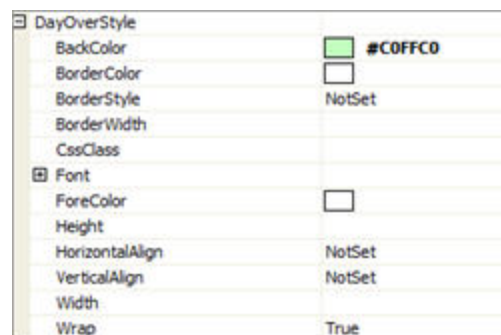 DayOverStyle
BackColor #C0FFC0
BorderColor
BorderStyle NotSet
BorderWidth
CssClass
Font
ForeColor
Height
HorizontalAlign NotSet
VerticalAlign NotSet
Width
Wrap True